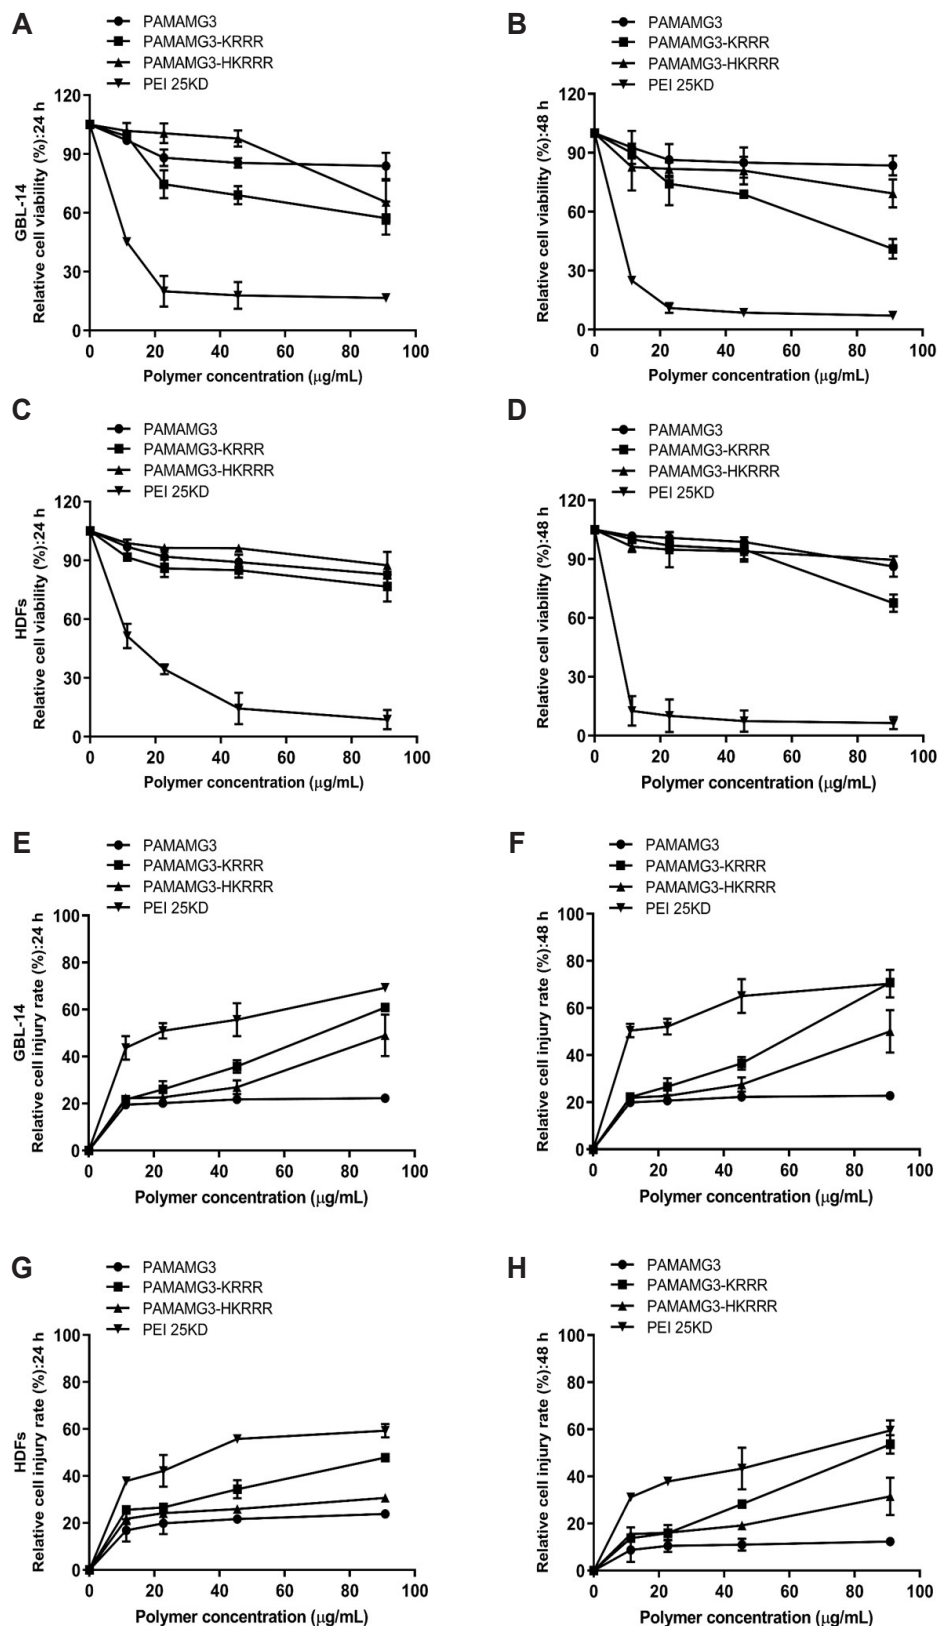 A
PAMAMG3
PAMAMG3-KRRR
PAMAMG3-HKRRR
PEI 25KD
GBL-14
Relative cell viability (%):24 h
120
90
60
30
0
0 20 40 60 80 100
Polymer concentration (μg/mL)
B
PAMAMG3
PAMAMG3-KRRR
PAMAMG3-HKRRR
PEI 25KD
Relative cell viability (%):48 h
120
90
60
30
0
0 20 40 60 80 100
Polymer concentration (μg/mL)
C
PAMAMG3
PAMAMG3-KRRR
PAMAMG3-HKRRR
PEI 25KD
HDFs
Relative cell viability (%):24 h
120
90
60
30
0
0 20 40 60 80 100
Polymer concentration (μg/mL)
D
PAMAMG3
PAMAMG3-KRRR
PAMAMG3-HKRRR
PEI 25KD
Relative cell viability (%):48 h
120
90
60
30
0
0 20 40 60 80 100
Polymer concentration (μg/mL)
E
PAMAMG3
PAMAMG3-KRRR
PAMAMG3-HKRRR
PEI 25KD
GBL-14
Relative cell injury rate (%):24 h
100
80
60
40
20
0
0 20 40 60 80 100
Polymer concentration (μg/mL)
F
PAMAMG3
PAMAMG3-KRRR
PAMAMG3-HKRRR
PEI 25KD
Relative cell injury rate (%):48 h
100
80
60
40
20
0
0 20 40 60 80 100
Polymer concentration (μg/mL)
G
PAMAMG3
PAMAMG3-KRRR
PAMAMG3-HKRRR
PEI 25KD
HDFs
Relative cell injury rate (%):24 h
100
80
60
40
20
0
0 20 40 60 80 100
Polymer concentration (μg/mL)
H
PAMAMG3
PAMAMG3-KRRR
PAMAMG3-HKRRR
PEI 25KD
Relative cell injury rate (%):48 h
100
80
60
40
20
0
0 20 40 60 80 100
Polymer concentration (μg/mL)